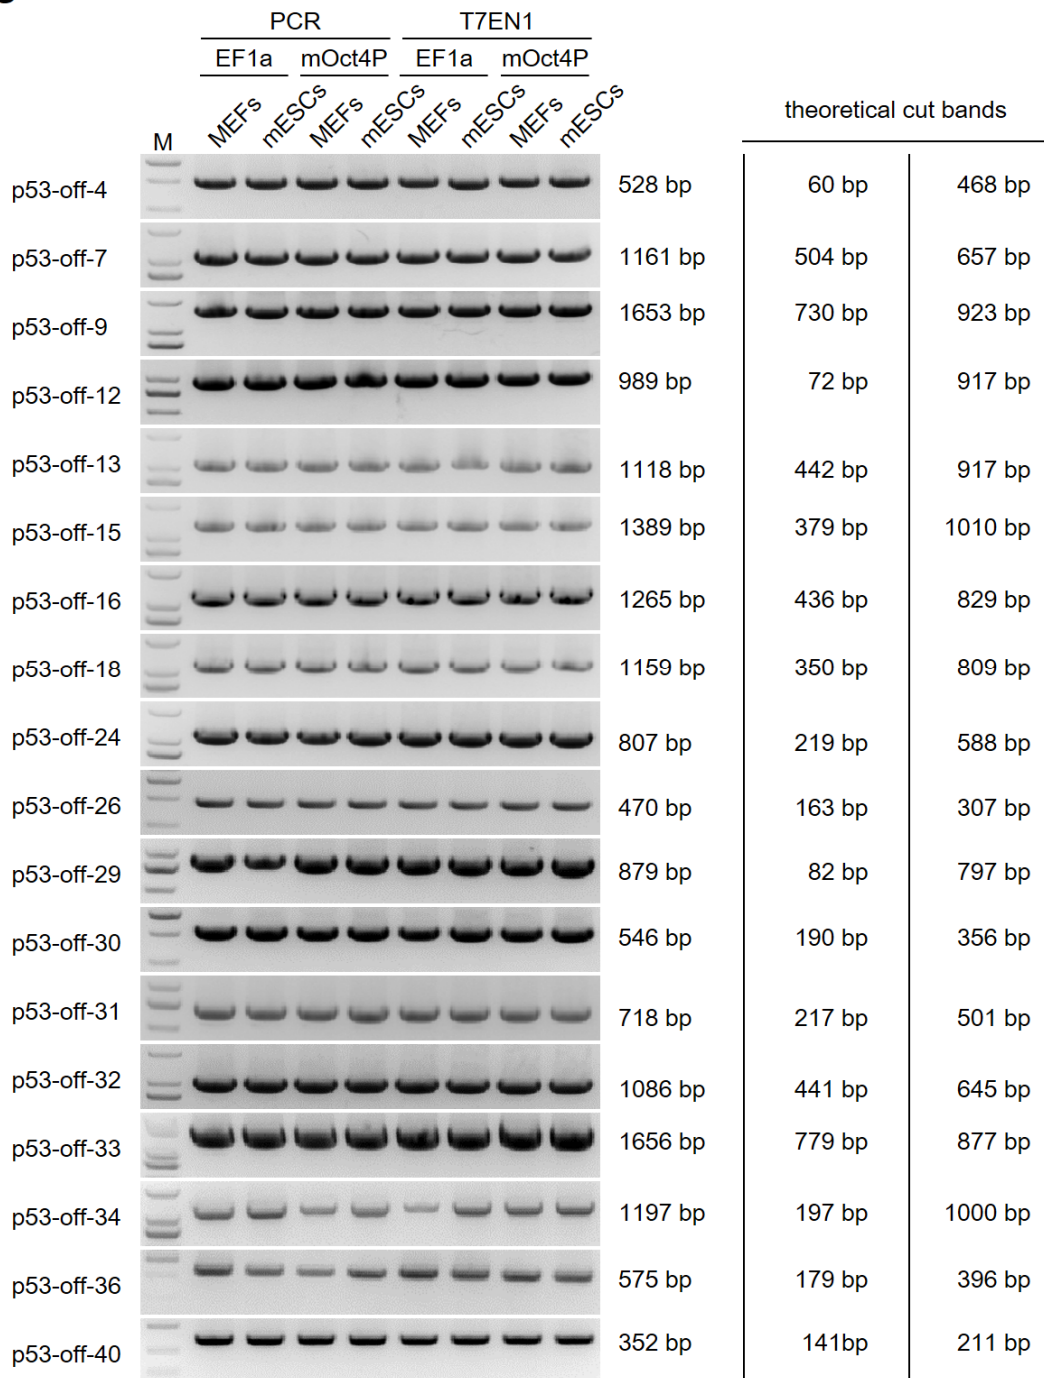 PCR T7EN1
EF1a mOct4P EF1a mOct4P
M MEFs mESCs MEFs mESCs MEFs mESCs MEFs mESCs
theoretical cut bands
p53-off-4 528 bp 60 bp 468 bp
p53-off-7 1161 bp 504 bp 657 bp
p53-off-9 1653 bp 730 bp 923 bp
p53-off-12 989 bp 72 bp 917 bp
p53-off-13 1118 bp 442 bp 917 bp
p53-off-15 1389 bp 379 bp 1010 bp
p53-off-16 1265 bp 436 bp 829 bp
p53-off-18 1159 bp 350 bp 809 bp
p53-off-24 807 bp 219 bp 588 bp
p53-off-26 470 bp 163 bp 307 bp
p53-off-29 879 bp 82 bp 797 bp
p53-off-30 546 bp 190 bp 356 bp
p53-off-31 718 bp 217 bp 501 bp
p53-off-32 1086 bp 441 bp 645 bp
p53-off-33 1656 bp 779 bp 877 bp
p53-off-34 1197 bp 197 bp 1000 bp
p53-off-36 575 bp 179 bp 396 bp
p53-off-40 352 bp 141bp 211 bp